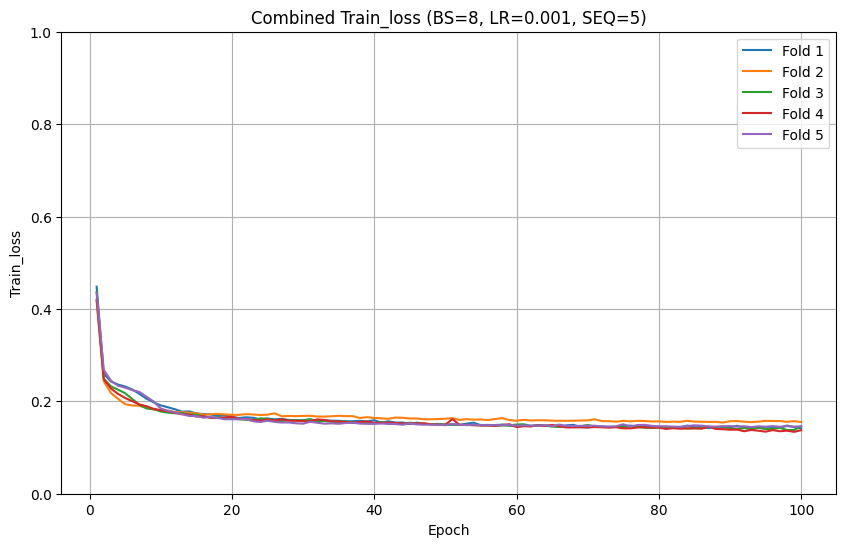 Combined Train_loss (BS=8, LR=0.001, SEQ=5)
Train_loss
1.0
0.8
0.6
0.4
0.2
0.0
Fold 1
Fold 2
Fold 3
Fold 4
Fold 5
0 20 40 60 80 100
Epoch